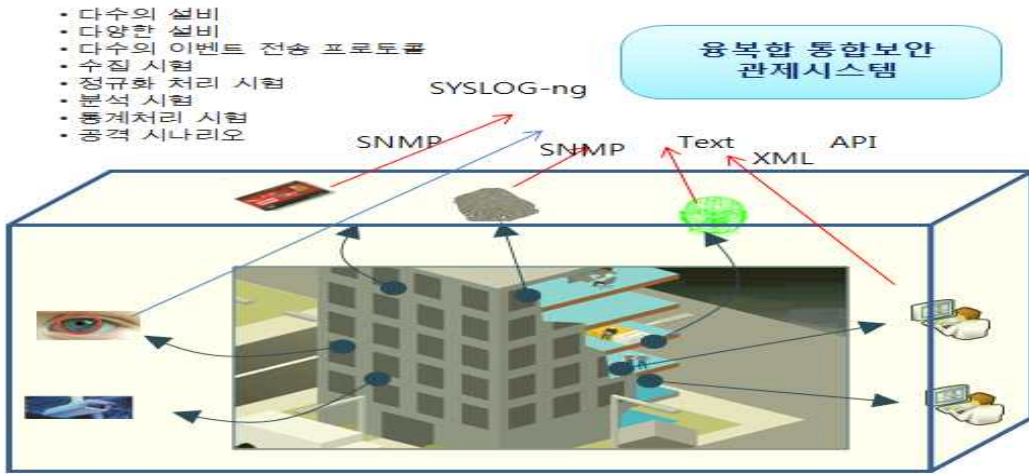 • 다수의 설비
• 다양한 설비
• 다수의 이벤트 전송 프로토콜
• 수집 시험
• 정규화 처리 시험
• 분석 시험
• 통계처리 시험
• 공격 시나리오
융복합 통합보안
관제시스템
SYSLOG-ng
SNMP
SNMP
Text
XML
API